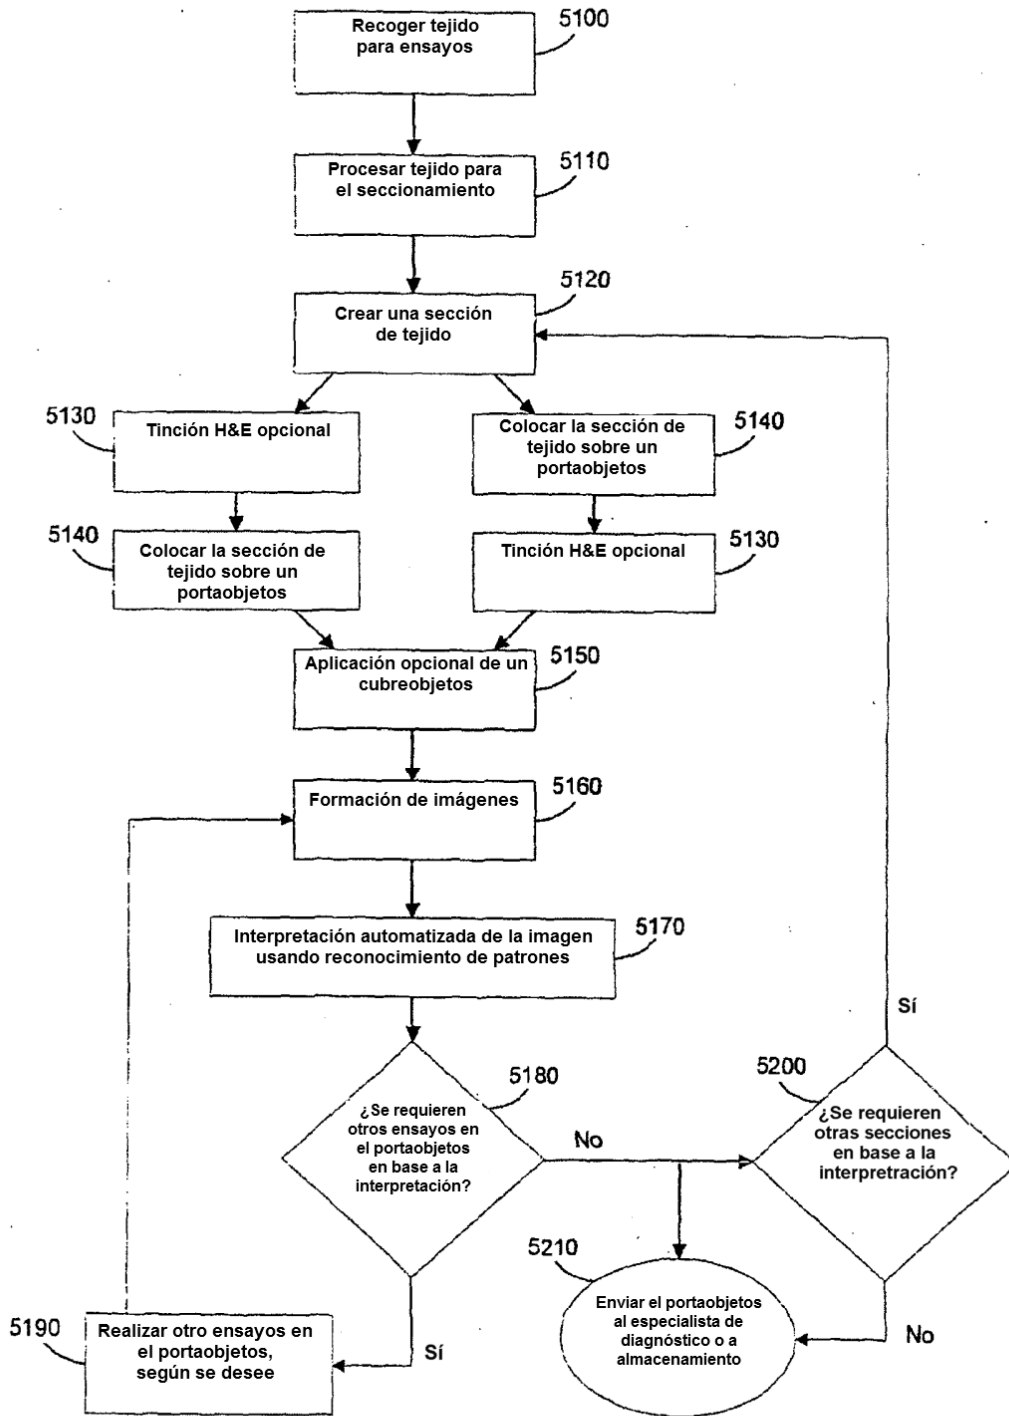 Recoger tejido
para ensayos
5100
Procesar tejido para
el seccionamiento
5110
Crear una sección
de tejido
5120
5130
Tinción H&E opcional
Colocar la sección de
tejido sobre un
portaobjetos
5140
5140
Colocar la sección de
tejido sobre un
portaobjetos
Tinción H&E opcional
5130
Aplicación opcional de un
cubreobjetos
5150
Formación de imágenes
5160
Interpretación automatizada de la imagen
usando reconocimiento de patrones
5170
¿Se requieren
otros ensayos en
el portaobjetos
en base a la
interpretación?
5180
No
5200
¿Se requieren
otras secciones
en base a la
interpretración?
Sí
5210
Enviar el portaobjetos
al especialista de
diagnóstico o a
almacenamiento
No
5190
Realizar otro ensayos en
el portaobjetos,
según se desee
Sí